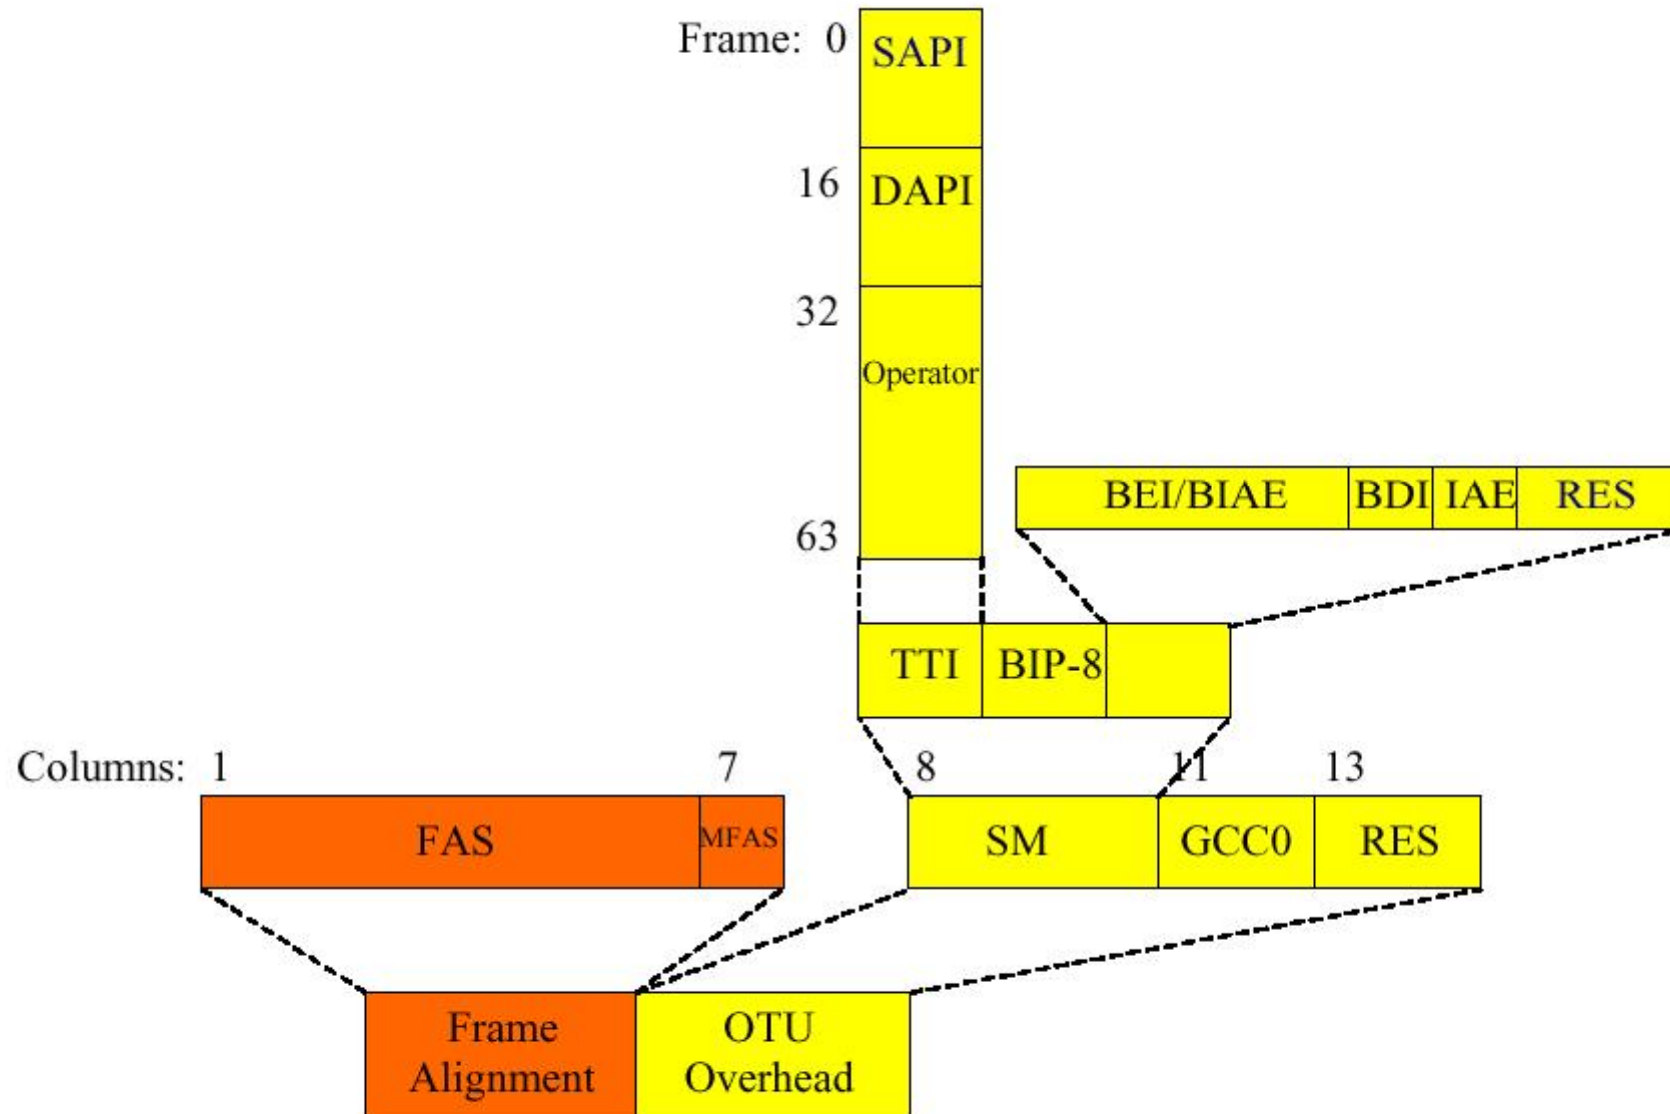 Frame: 0
SAPI
16
DAPI
32
Operator
63
BEI/BIAE BDI IAE RES
TTI BIP-8
Columns: 1 7 8 11 13
FAS MFAS SM GCC0 RES
Frame
Alignment
OTU
Overhead